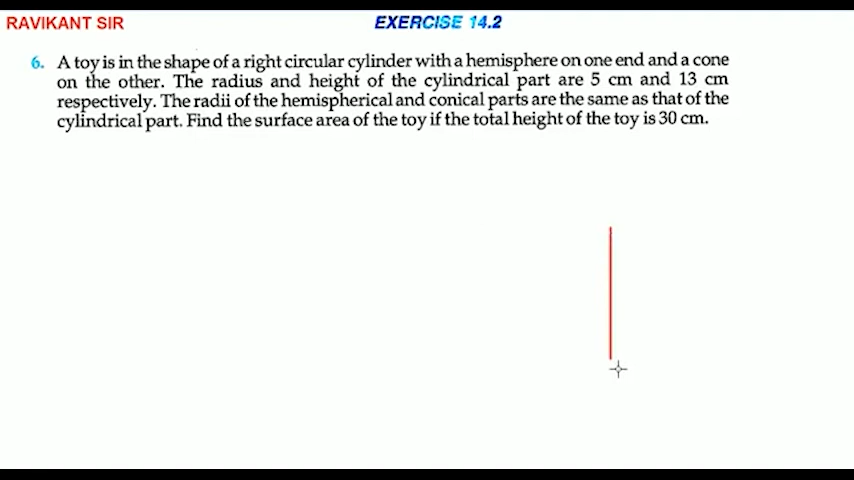 RAVIKANT SIR
EXERCISE 14.2
6. A toy is in the shape of a right circular cylinder with a hemisphere on one end and a cone
on the other. The radius and height of the cylindrical part are 5 cm and 13 cm
respectively. The radii of the hemispherical and conical parts are the same as that of the
cylindrical part. Find the surface area of the toy if the total height of the toy is 30 cm.